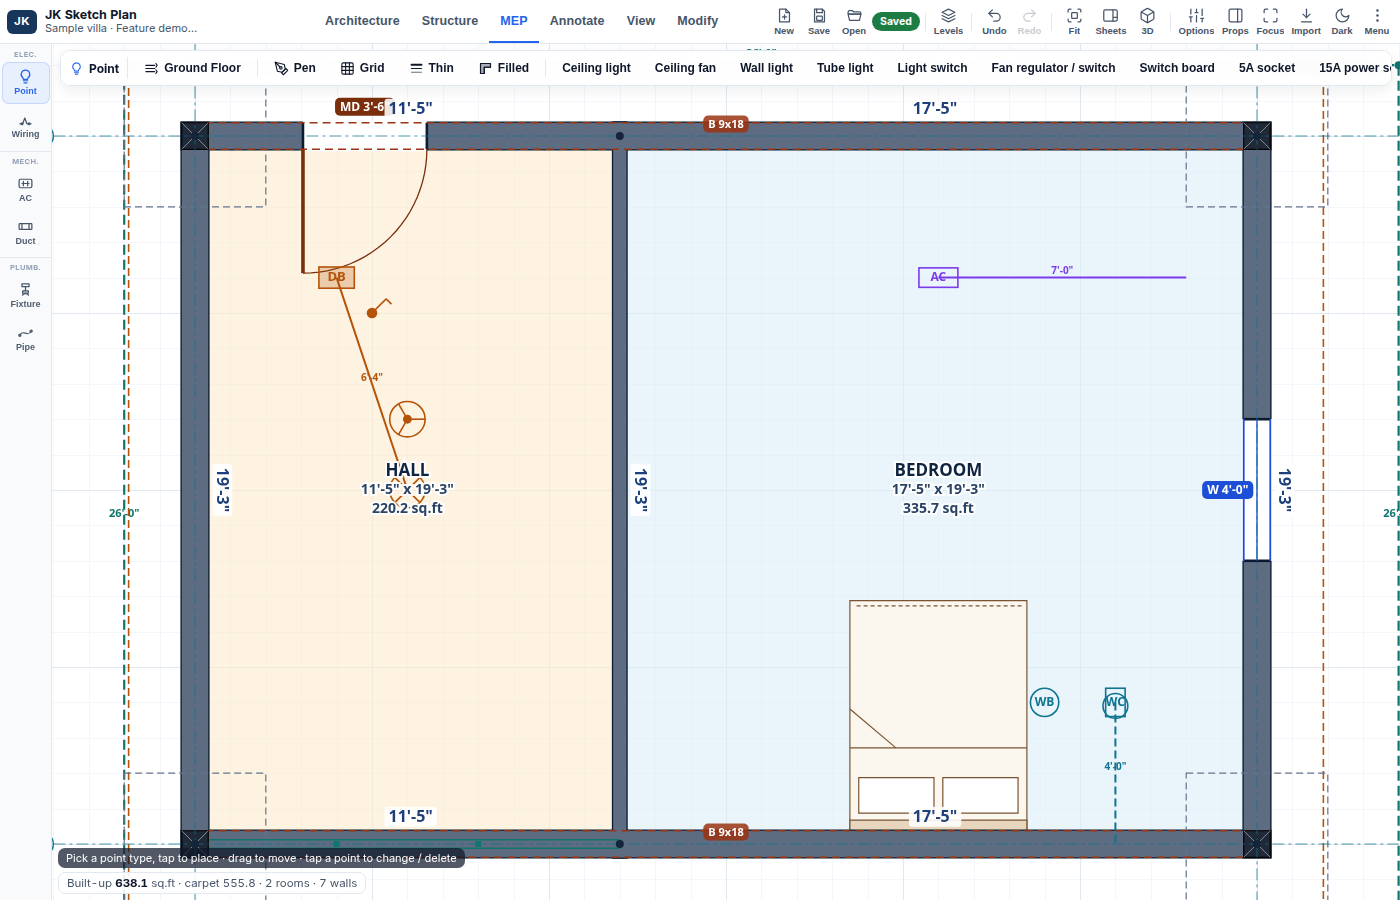 JK
JK Sketch Plan
Sample villa · Feature demo...
Architecture
Structure
MEP
Annotate
View
Modify
New
Save
Open
Saved
Levels
Undo
Redo
Fit
Sheets
3D
Options
Props
Focus
Import
Dark
Menu
ELEC.
Point
Wiring
MECH.
AC
Duct
PLUMB.
Fixture
Pipe
Point
Ground Floor
Pen
Grid
Thin
Filled
Ceiling light
Ceiling fan
Wall light
Tube light
Light switch
Fan regulator / switch
Switch board
5A socket
15A power
MD 3'-6
11'-5"
B 9x18
17'-5"
DB
AC
7'-0"
6'-4"
HALL
11'-5" x 19'-3"
220.2 sq.ft
BEDROOM
17'-5" x 19'-3"
335.7 sq.ft
19'-3"
19'-3"
W 4'-0"
19'-3"
26'-0"
26'
WB
WC
4'-0"
11'-5"
17'-5"
B 9x18
Pick a point type, tap to place · drag to move · tap a point to change / delete
Built-up 638.1 sq.ft · carpet 555.8 · 2 rooms · 7 walls